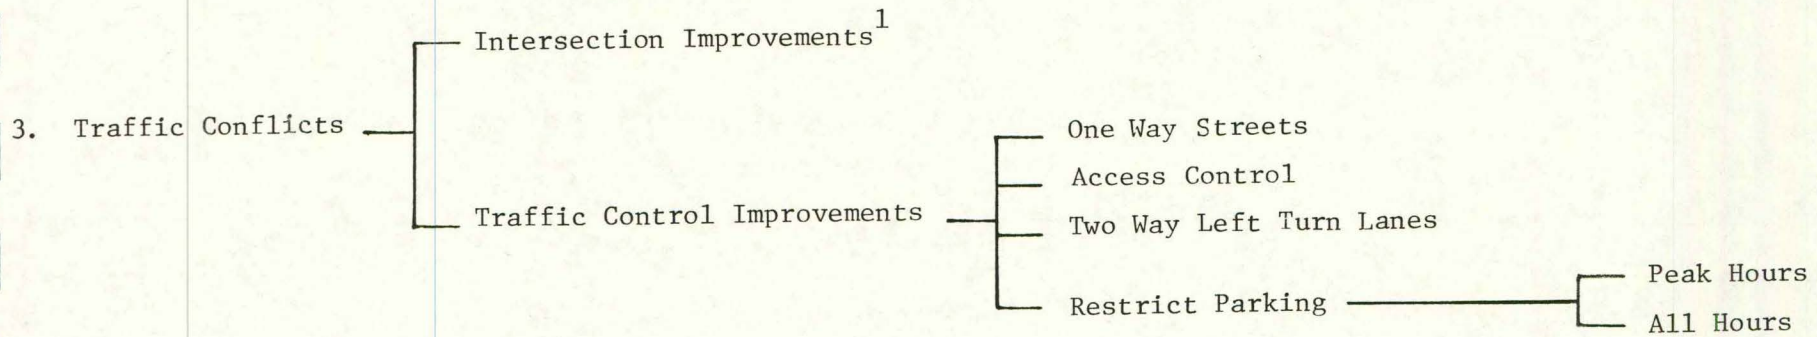 Intersection Improvements1
3. Traffic Conflicts
One Way Streets
Access Control
Traffic Control Improvements
Two Way Left Turn Lanes
Restrict Parking
Peak Hours
All Hours